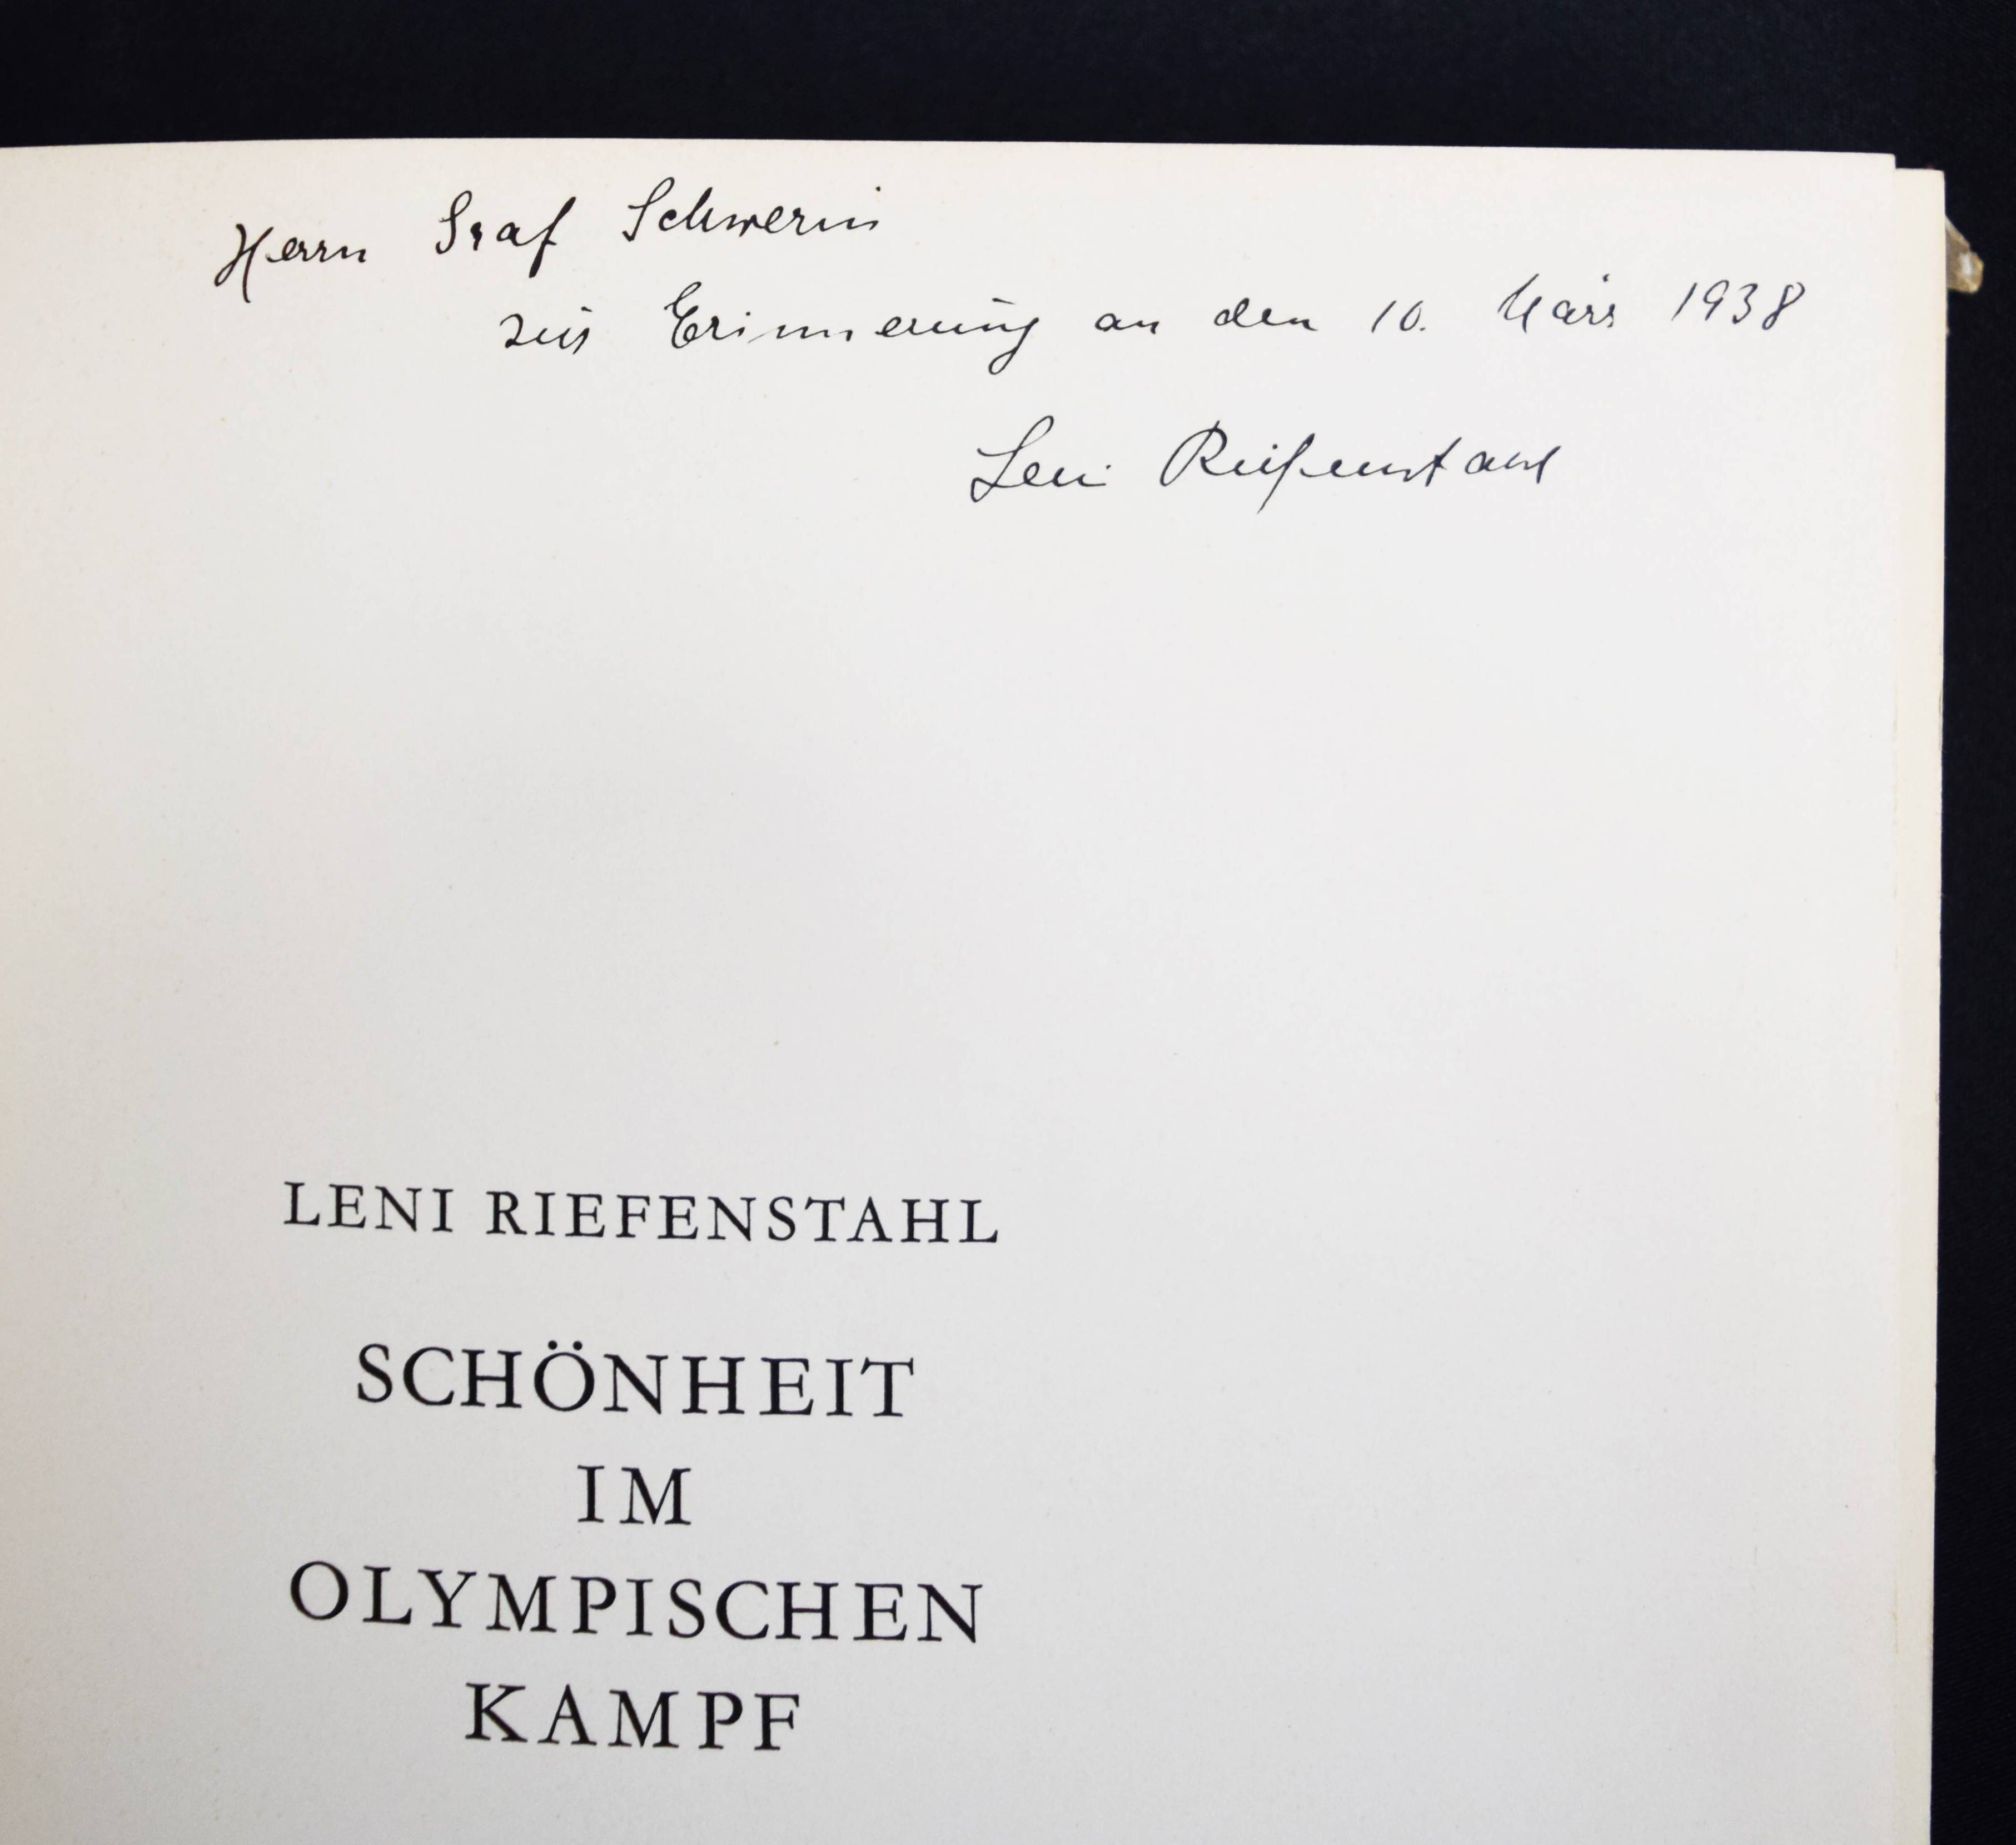 Herrn Graf Schwerin
zur Erinnerung an den 10. März 1938
Leni Riefenstahl
LENI RIEFENSTAHL
SCHÖNHEIT
IM
OLYMPISCHEN
KAMPF